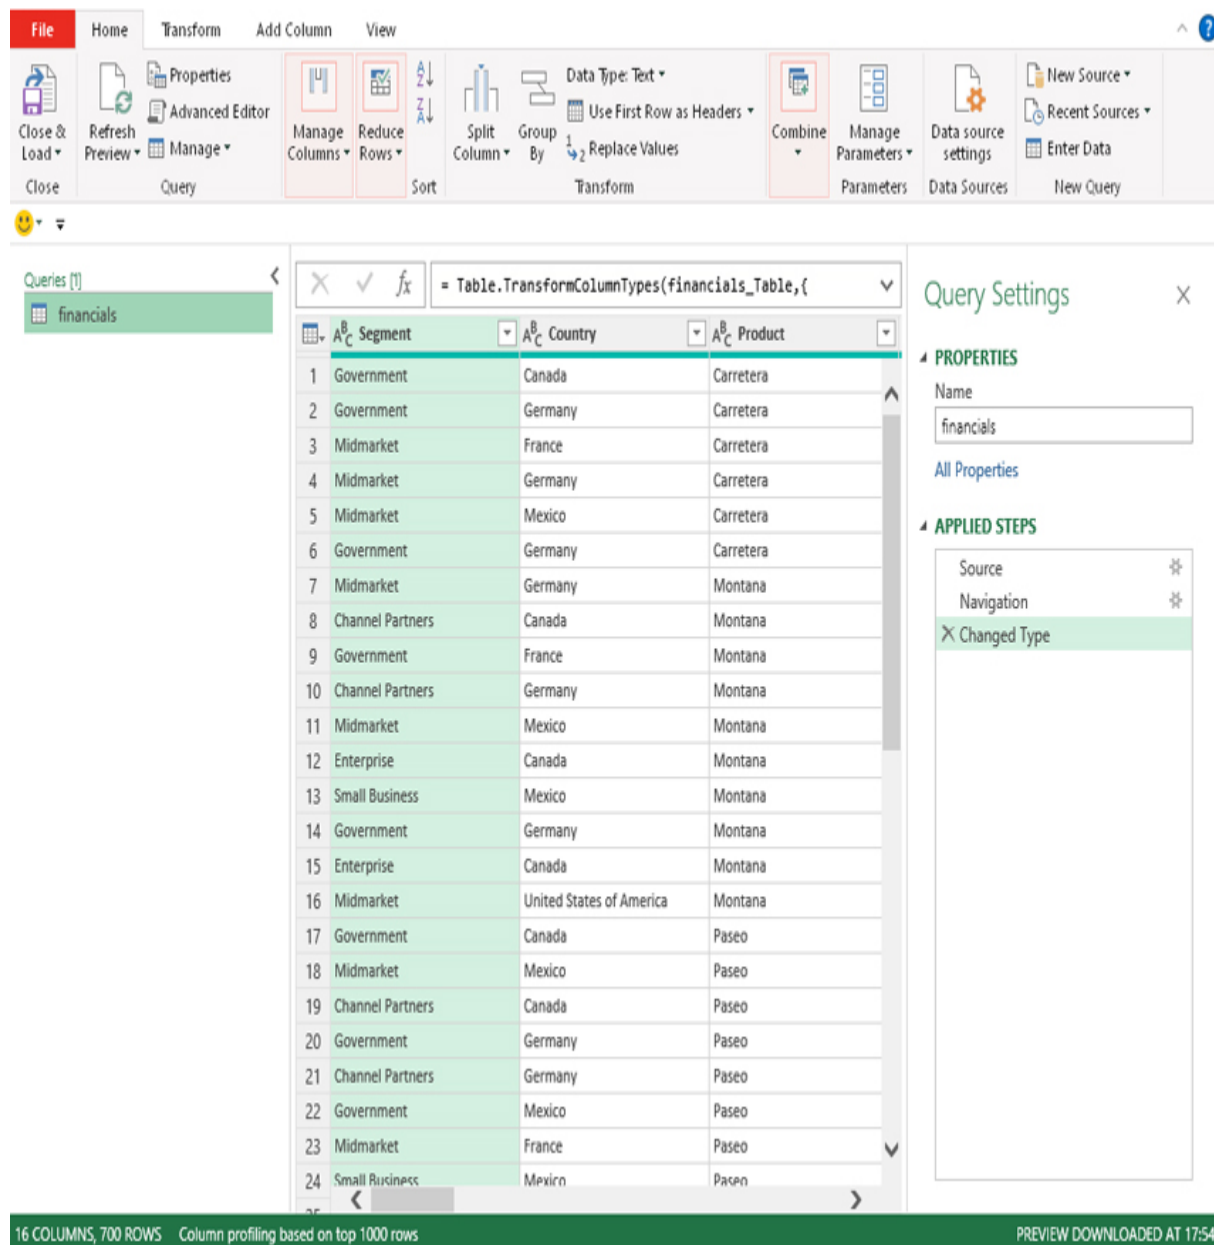 File Home Transform Add Column View
Close & Load
Refresh Preview
Properties
Advanced Editor
Manage
Manage Columns
Reduce Rows
Split Column
Group By
Data Type: Text
Use First Row as Headers
Replace Values
Combine
Manage Parameters
Data source settings
New Source
Recent Sources
Enter Data
Close Query Sort Transform Parameters Data Sources New Query
Queries [1]
financials
fx = Table.TransformColumnTypes(financials_Table,{
Segment Country Product
1 Government Canada Carretera
2 Government Germany Carretera
3 Midmarket France Carretera
4 Midmarket Germany Carretera
5 Midmarket Mexico Carretera
6 Government Germany Carretera
7 Midmarket Germany Montana
8 Channel Partners Canada Montana
9 Government France Montana
10 Channel Partners Germany Montana
11 Midmarket Mexico Montana
12 Enterprise Canada Montana
13 Small Business Mexico Montana
14 Government Germany Montana
15 Enterprise Canada Montana
16 Midmarket United States of America Montana
17 Government Canada Paseo
18 Midmarket Mexico Paseo
19 Channel Partners Canada Paseo
20 Government Germany Paseo
21 Channel Partners Germany Paseo
22 Government Mexico Paseo
23 Midmarket France Paseo
24 Small Business Mexico Paseo
Query Settings
PROPERTIES
Name
financials
All Properties
APPLIED STEPS
Source
Navigation
Changed Type
16 COLUMNS, 700 ROWS Column profiling based on top 1000 rows
PREVIEW DOWNLOADED AT 17:54